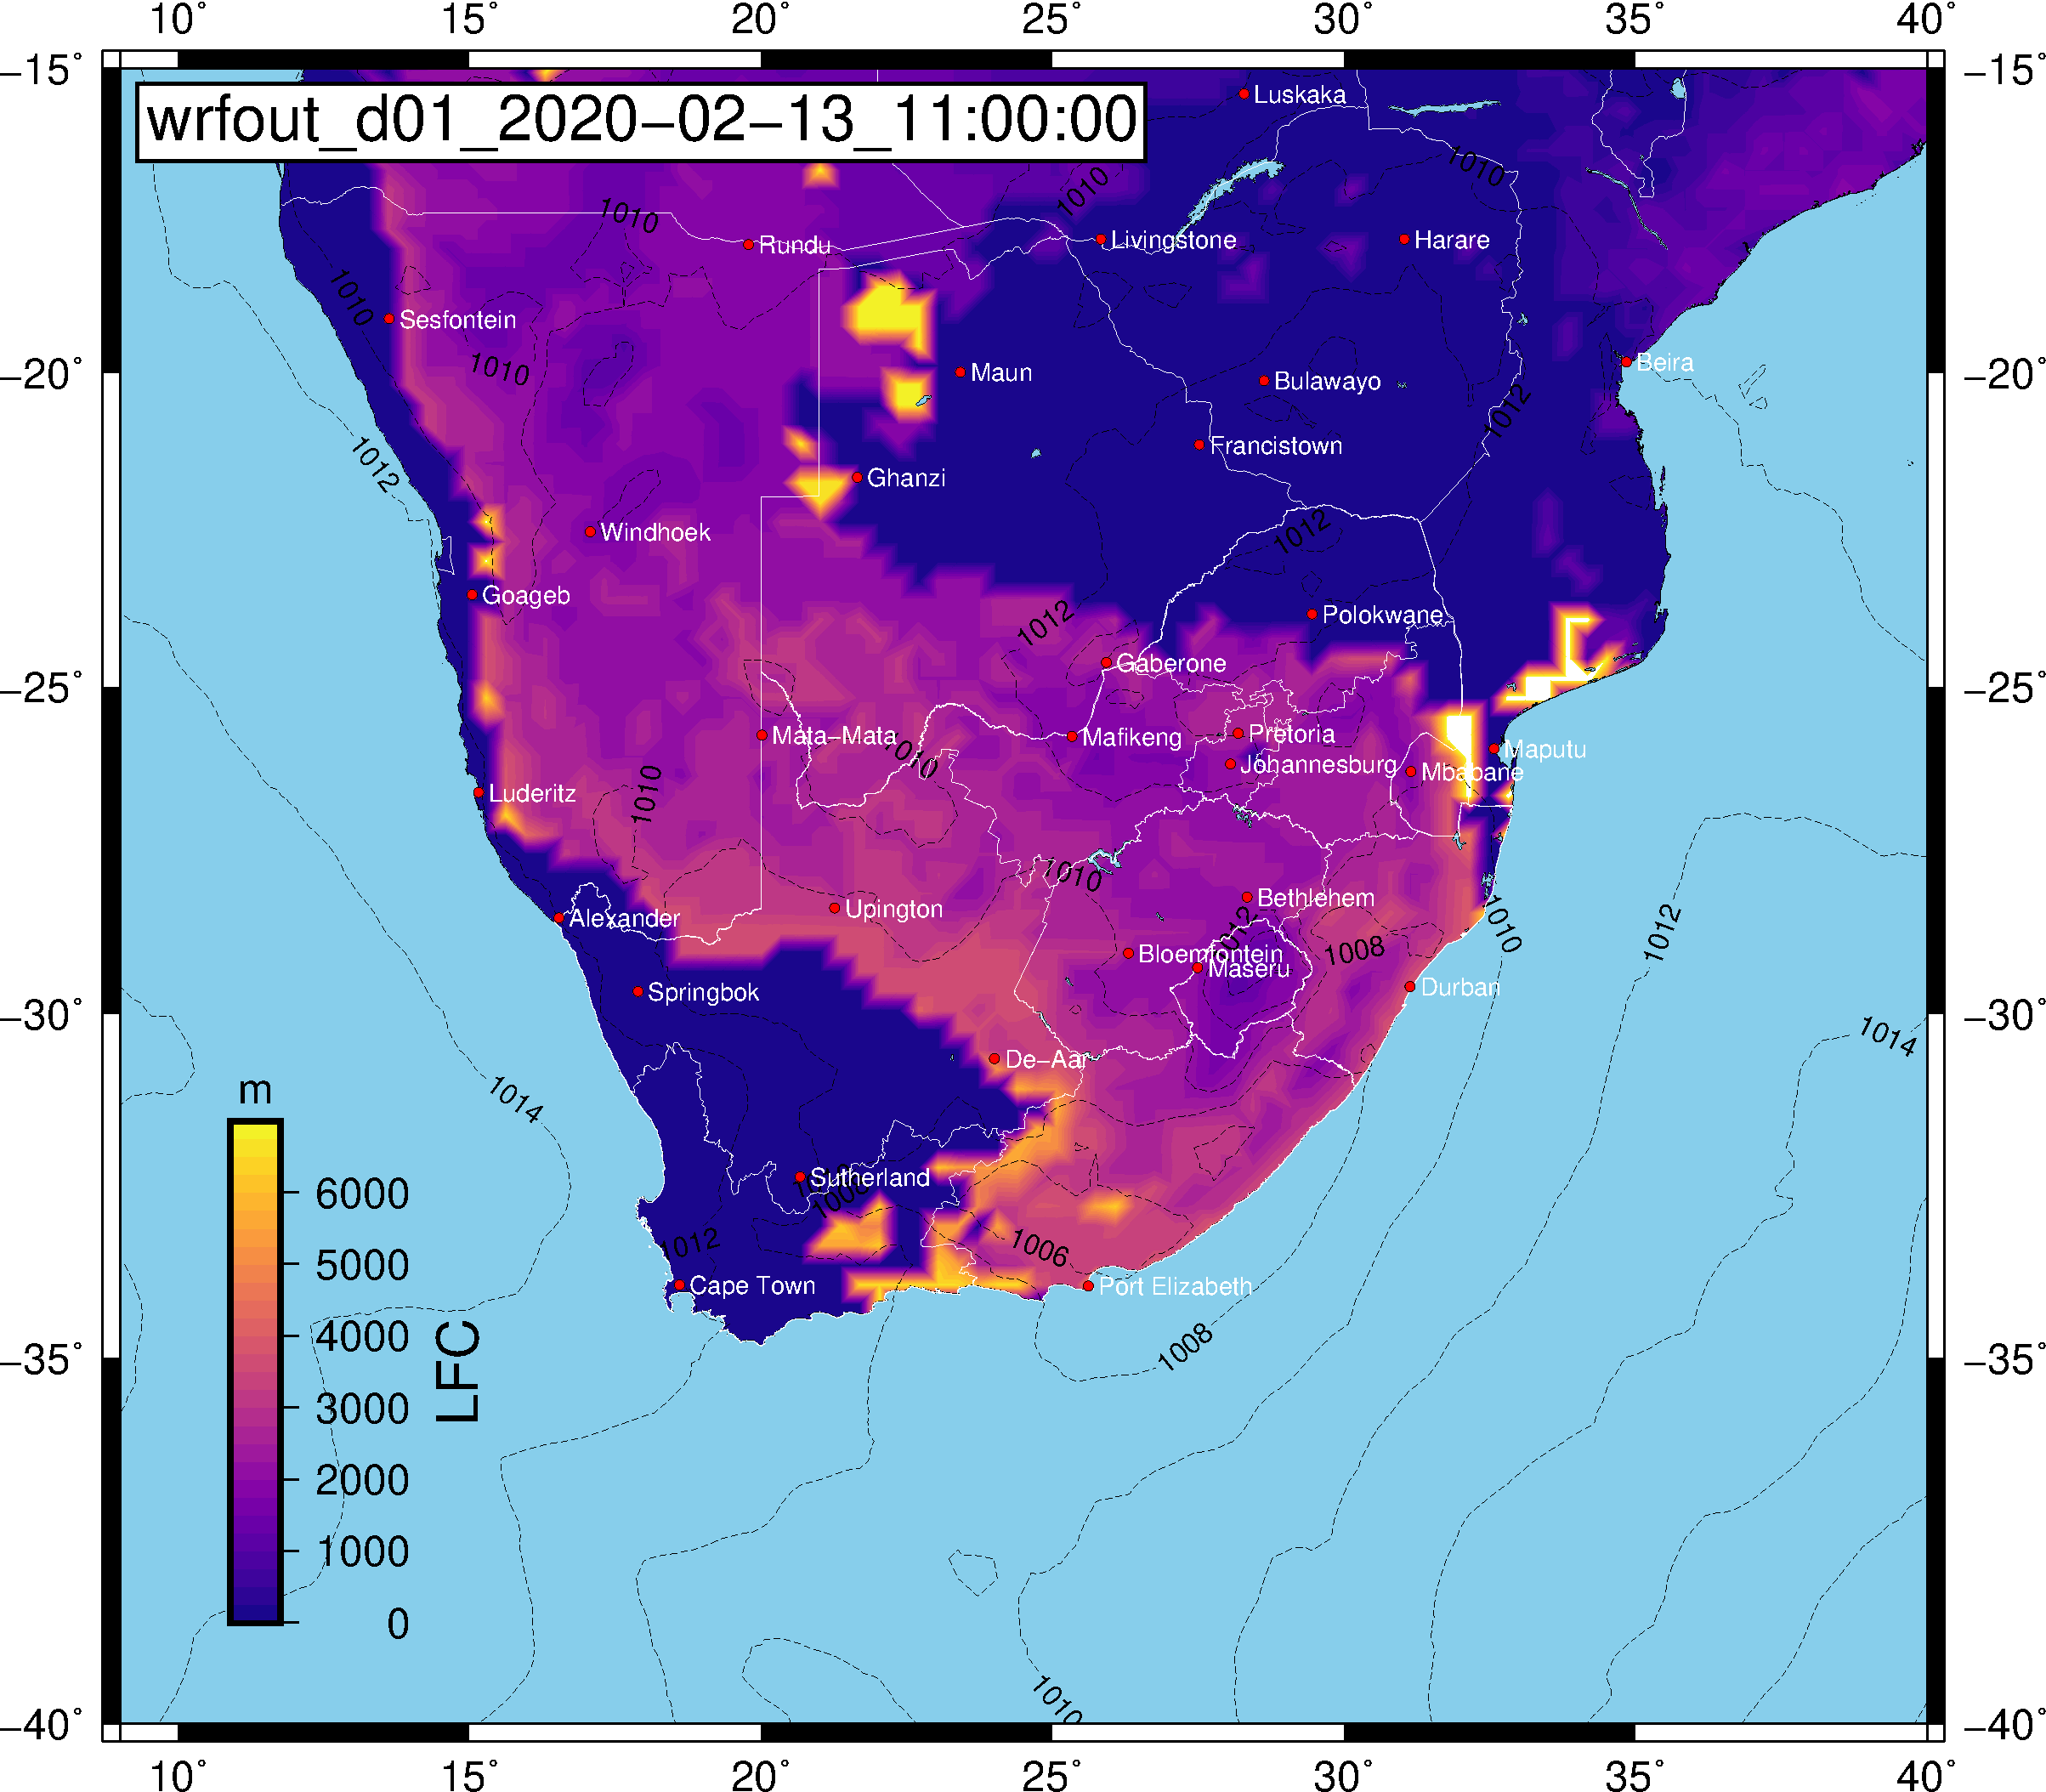 10° 15° 20° 25° 30° 35° 40°
−15° −15°
wrfout_d01_2020−02−13_11:00:00
Luskaka
1010
1010
1010
Rundu
Livingstone
Harare
1010
Sesfontein
1010
Beira
−20° −20°
Maun
Bulawayo
1012
Francistown
1012
Ghanzi
Windhoek
1012
Goageb
1012
Polokwane
Gaberone
−25° −25°
Mata−Mata
1010
Mafikeng
Pretoria
Maputu
Johannesburg
Mbabane
Luderitz
1010
1010
Bethlehem
Alexander
Upington
1010
1012
1012
1008
Bloemfontein
Maseru
Durban
Springbok
−30° −30°
1014
De−Aar
1014
m
Sutherland
1008
6000
1012
1006
5000
Cape Town
Port Elizabeth
4000
1008
LFC
−35° −35°
3000
2000
1000
0
1010
−40° −40°
10° 15° 20° 25° 30° 35° 40°